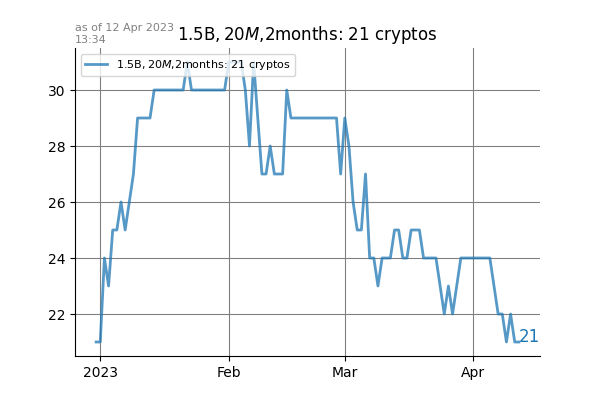 as of 12 Apr 2023
13:34
1.5B, 20M,2months: 21 cryptos
1.5B, 20M,2months: 21 cryptos
30
28
26
24
22
21
2023
Feb
Mar
Apr